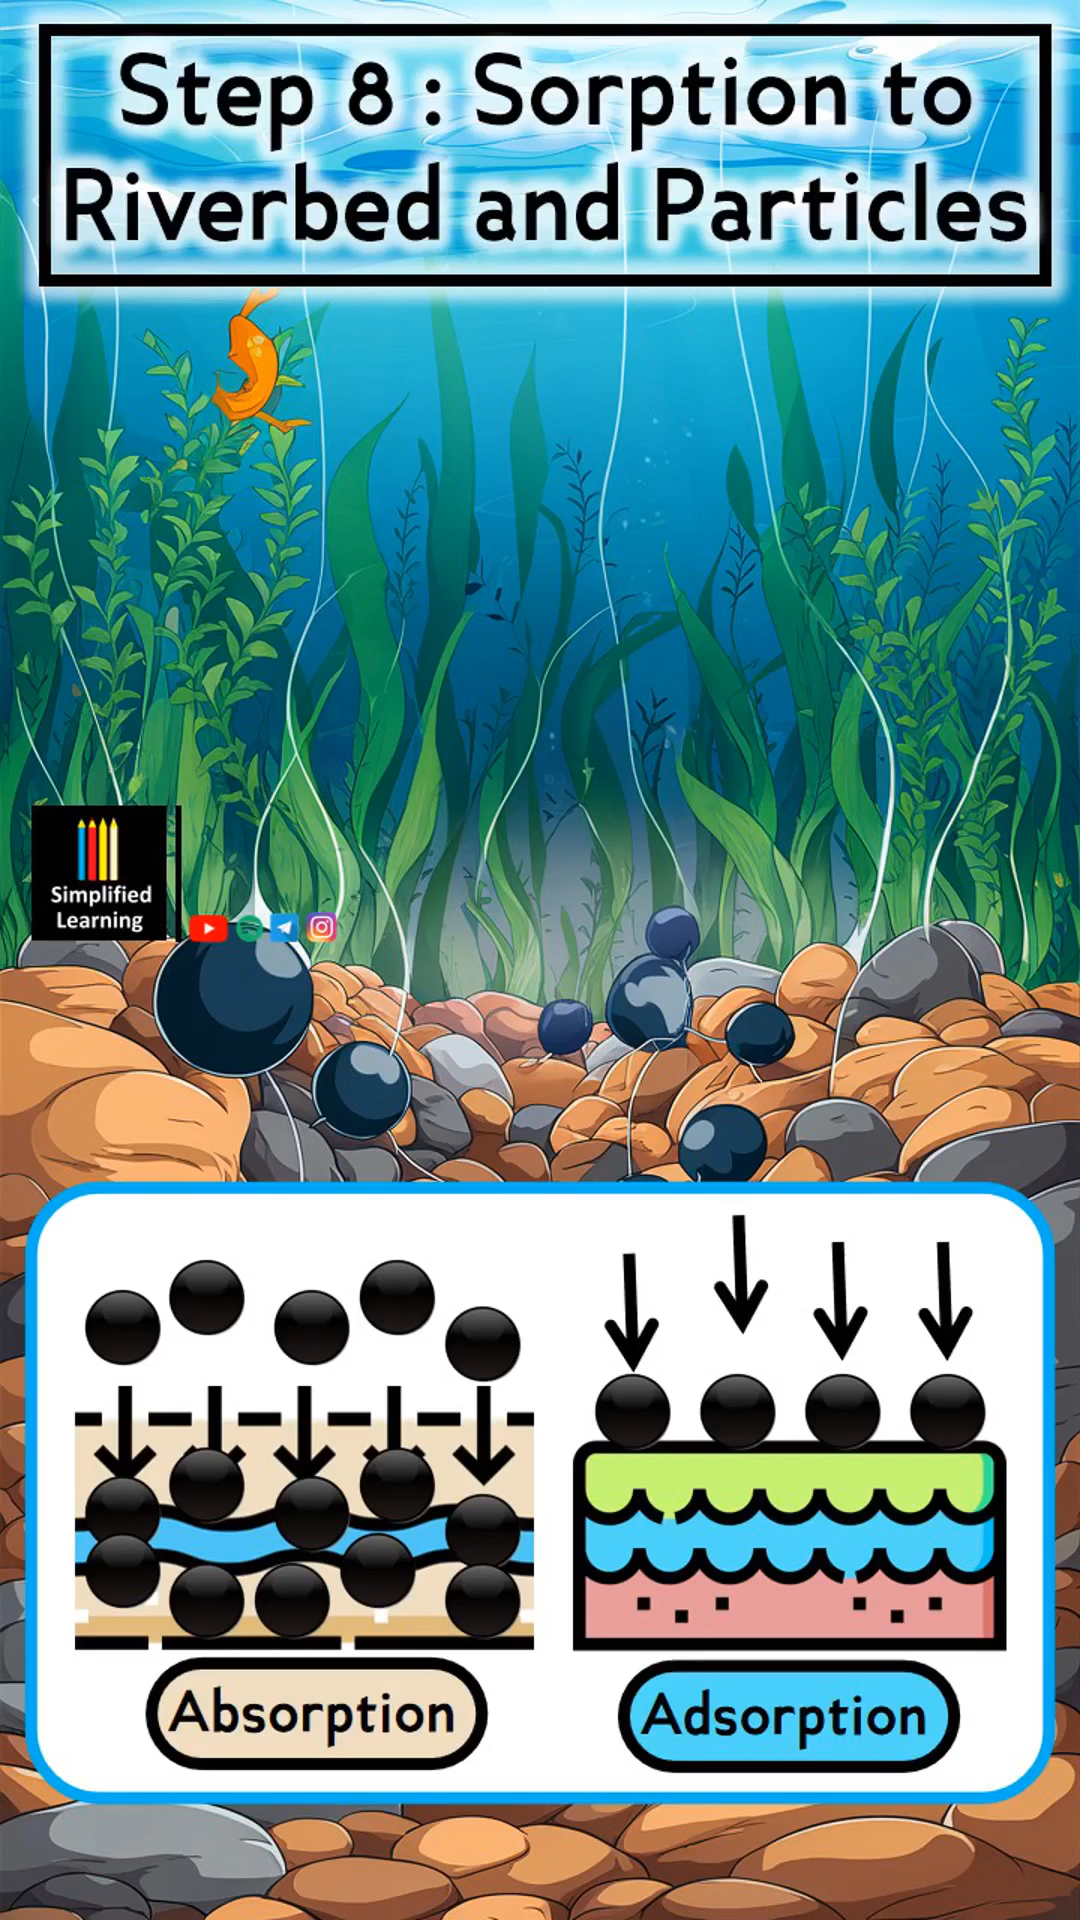 Step 8 : Sorption to
Riverbed and Particles
Simplified
Learning
Absorption
Adsorption